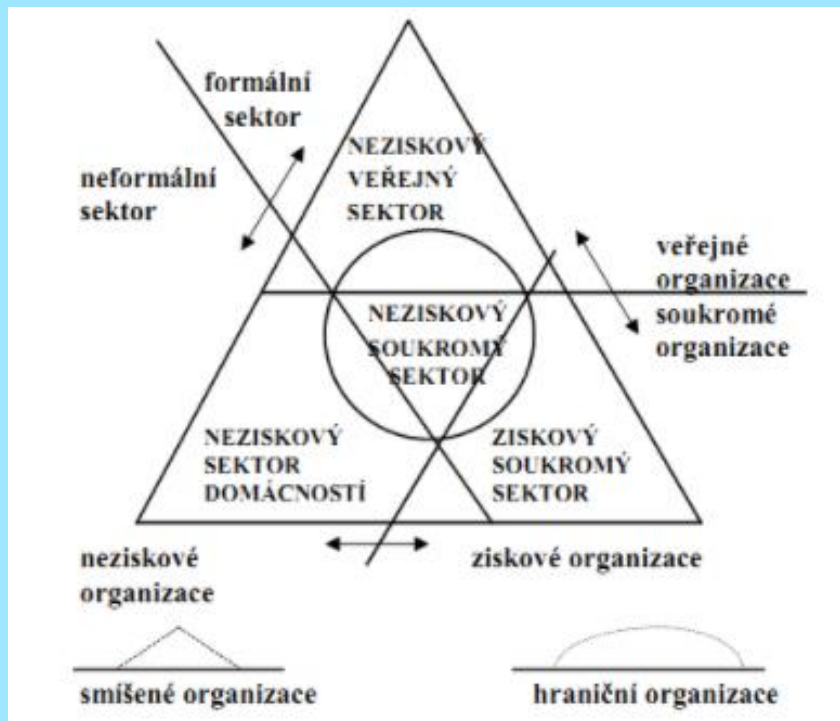 formální
sektor
neformální
sektor
NEZISKOVÝ
VEŘEJNÝ
SEKTOR
veřejné
organizace
soukromé
organizace
NEZISKOVÝ
SOUKROMÝ
SEKTOR
NEZISKOVÝ
SEKTOR
DOMÁCNOSTÍ
ZISKOVÝ
SOUKROMÝ
SEKTOR
neziskové
organizace
ziskové organizace
smíšené organizace
hraniční organizace